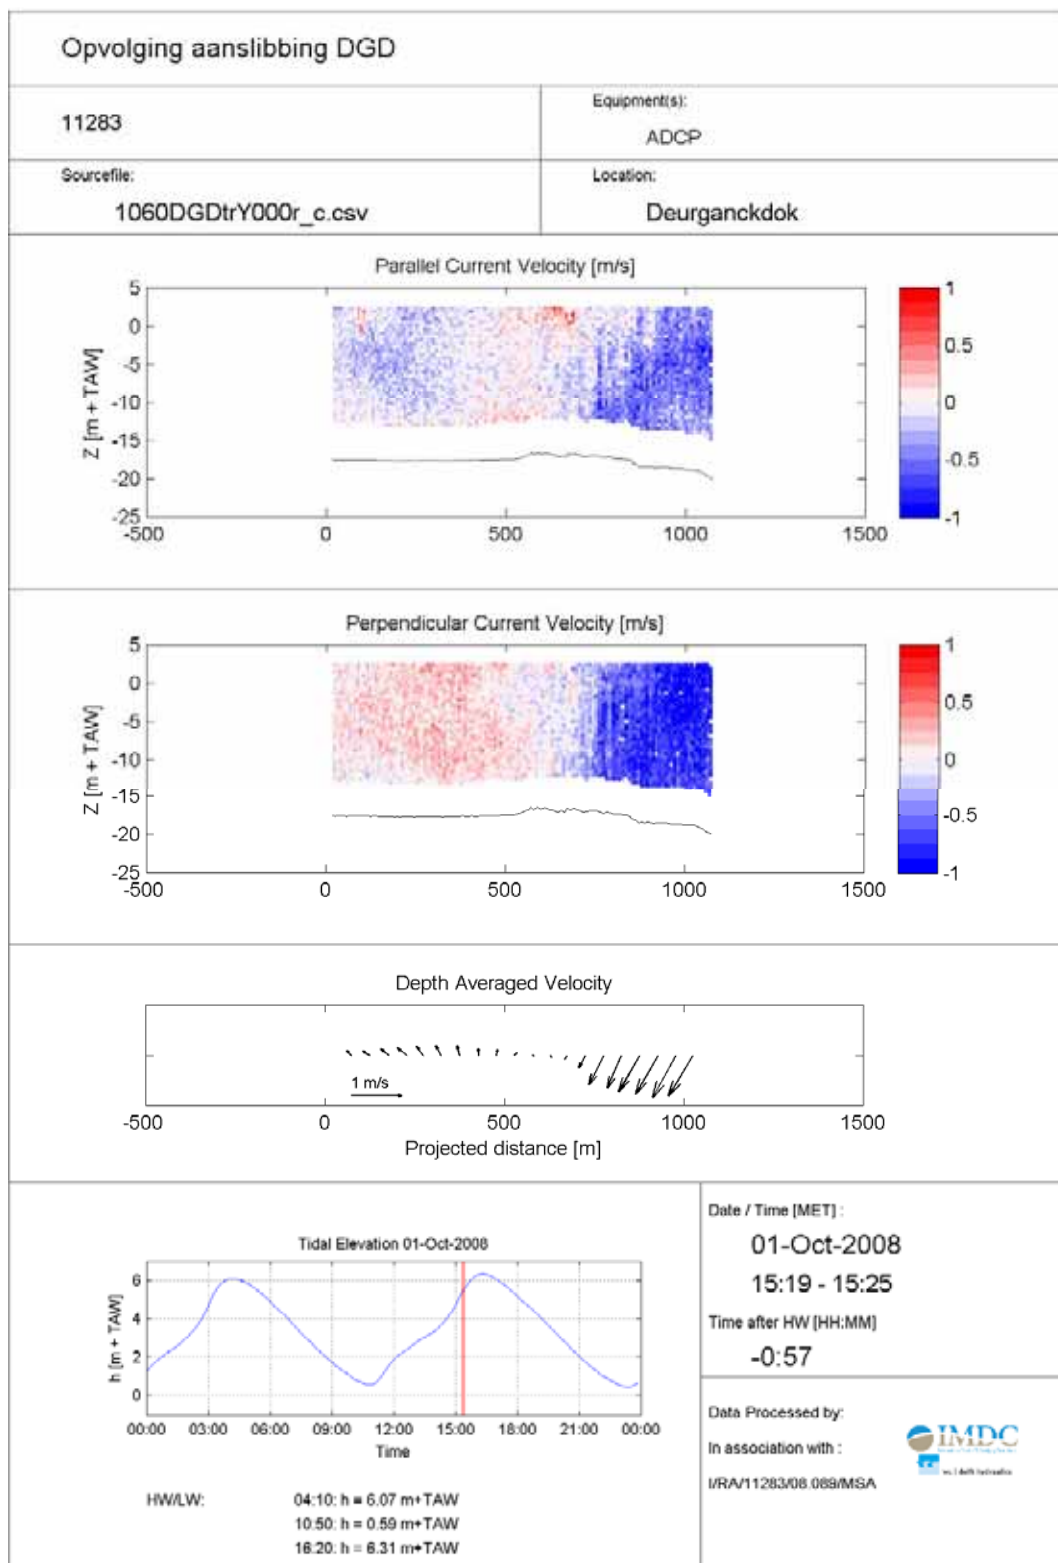 Opvolging aanslibbing DGD
11283
Equipment(s):
ADCP
Sourcefile:
1060DGDtrY000r_c.csv
Location:
Deurganckdok
Parallel Current Velocity [m/s]
Z [m + TAW]
5
0
-5
-10
-15
-20
-25
-500
0
500
1000
1500
1
0.5
0
-0.5
-1
Perpendicular Current Velocity [m/s]
Z [m + TAW]
5
0
-5
-10
-15
-20
-25
-500
0
500
1000
1500
1
0.5
0
-0.5
-1
Depth Averaged Velocity
1 m/s
-500
0
500
1000
1500
Projected distance [m]
Tidal Elevation 01-Oct-2008
h [m + TAW]
6
4
2
0
00:00 03:00 06:00 09:00 12:00 15:00 18:00 21:00 00:00
Time
HW/LW:
04:10: h = 6.07 m+TAW
10:50: h = 0.59 m+TAW
16:20: h = 6.31 m+TAW
Date / Time [MET] :
01-Oct-2008
15:19 - 15:25
Time after HW [HH:MM]
-0:57
Data Processed by:
IMDC
In association with :
wl | delft hydraulics
I/RA/11283/08.089/MSA